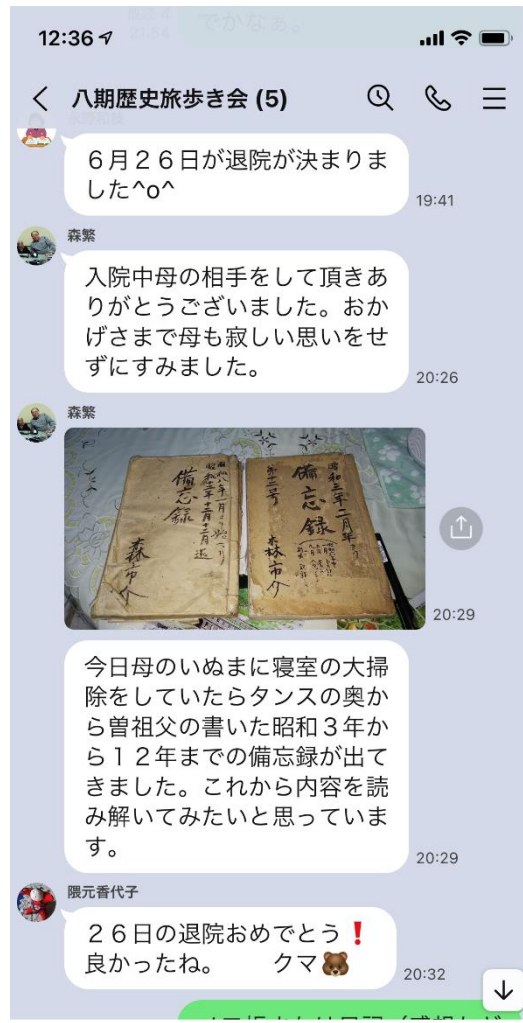 12:36
八期歴史旅歩き会 (5)
６月２６日が退院が決まりま
した^o^
19:41
森繁
入院中母の相手をして頂きあ
りがとうございました。おか
げさまで母も寂しい思いをせ
ずにすみました。
20:26
森繁
備忘録
昭和三年二月
備忘録
第十三号
20:29
今日母のいぬまに寝室の大掃
除をしていたらタンスの奥か
ら曽祖父の書いた昭和３年か
ら１２年までの備忘録が出て
きました。これから内容を読
み解いてみたいと思っていま
す。
20:29
隈元香代子
２６日の退院おめでとう❗
良かったね。　　クマ🐻
20:32